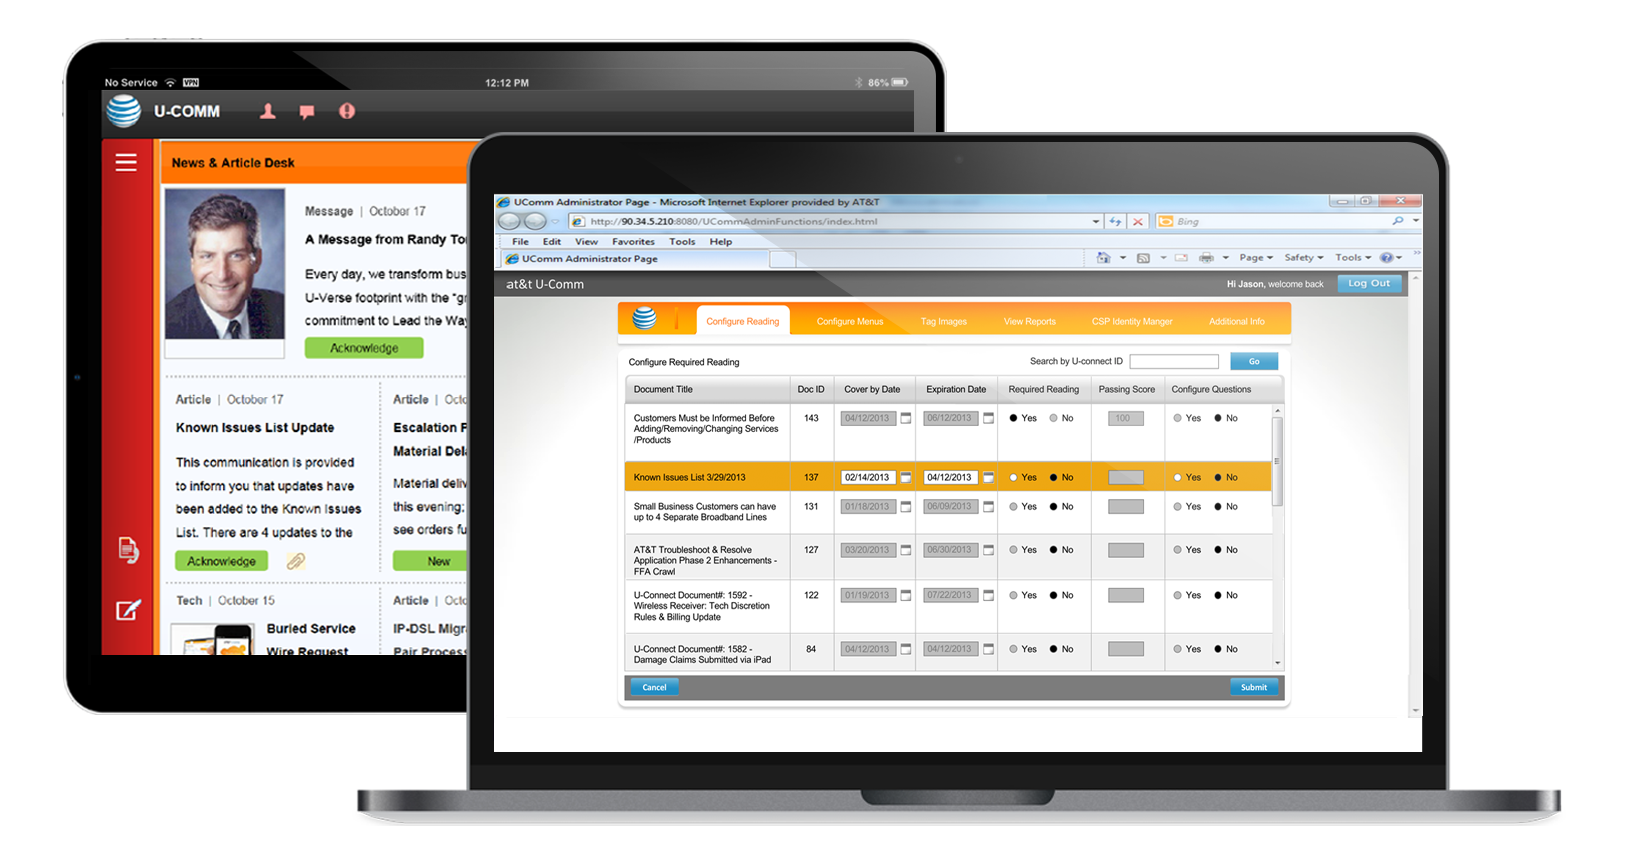 No Service VPN 12:12 PM 86%
U-COMM
News & Article Desk
Message | October 17
A Message from Randy To
Every day, we transform bus
U-Verse footprint with the "gr
commitment to Lead the Way
Acknowledge
Article | October 17
Known Issues List Update
This communication is provided
to inform you that updates have
been added to the Known Issues
List. There are 4 updates to the
Acknowledge
Article | Octo
Escalation P
Material Dela
Material deliv
this evening;
see orders fu
New
Tech | October 15
Buried Service
Wire Request
Article | Octo
IP-DSL Migr
Pair Process
UComm Administrator Page - Microsoft Internet Explorer provided by AT&T
http://90.34.5.210:8080/UCommAdminFunctions/index.html Bing
File Edit View Favorites Tools Help
UComm Administrator Page Page Safety Tools
at&t U-Comm Hi Jason, welcome back Log Out
Configure Reading Configure Menus Tag Images View Reports CSP Identity Manger Additional Info
Configure Required Reading Search by U-connect ID Go
Document Title Doc ID Cover by Date Expiration Date Required Reading Passing Score Configure Questions
Customers Must be Informed Before 143 04/12/2013 06/12/2013 Yes No 100 Yes No
Adding/Removing/Changing Services
/Products
Known Issues List 3/29/2013 137 02/14/2013 04/12/2013 Yes No Yes No
Small Business Customers can have 131 01/18/2013 06/09/2013 Yes No Yes No
up to 4 Separate Broadband Lines
AT&T Troubleshoot & Resolve 127 03/20/2013 06/30/2013 Yes No Yes No
Application Phase 2 Enhancements -
FFA Crawl
U-Connect Document#: 1592 - 122 01/19/2013 07/22/2013 Yes No Yes No
Wireless Receiver: Tech Discretion
Rules & Billing Update
U-Connect Document#: 1582 - 84 04/12/2013 04/12/2013 Yes No Yes No
Damage Claims Submitted via iPad
Cancel Submit